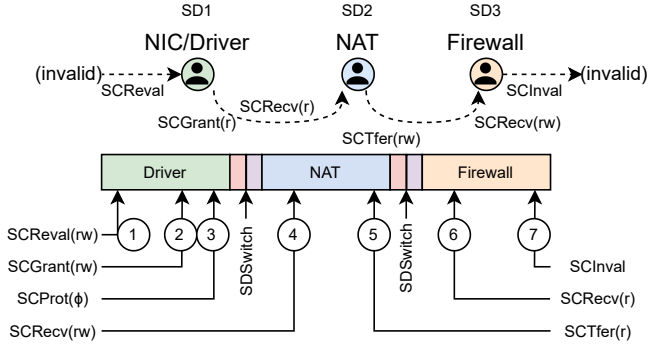 SD1 SD2 SD3
NIC/Driver NAT Firewall
(invalid) (invalid)
SCReval SCInval
SCRecv(r)
SCGrant(r) SCRecv(rw)
SCTfer(rw)
Driver NAT Firewall
SCReval(rw) 1 2 3 4 5 6 7
SDSwitch SDSwitch
SCGrant(rw) SCInval
SCProt(ϕ) SCRecv(r)
SCRecv(rw) SCTfer(r)